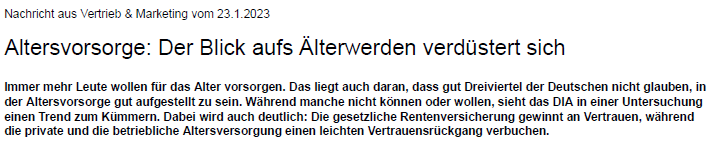 Nachricht aus Vertrieb & Marketing vom 23.1.2023
Altersvorsorge: Der Blick aufs Älterwerden verdüstert sich
Immer mehr Leute wollen für das Alter vorsorgen. Das liegt auch daran, dass gut Dreiviertel der Deutschen nicht glauben, in
der Altersvorsorge gut aufgestellt zu sein. Während manche nicht können oder wollen, sieht das DIA in einer Untersuchung
einen Trend zum Kümmern. Dabei wird auch deutlich: Die gesetzliche Rentenversicherung gewinnt an Vertrauen, während
die private und die betriebliche Altersversorgung einen leichten Vertrauensrückgang verbuchen.